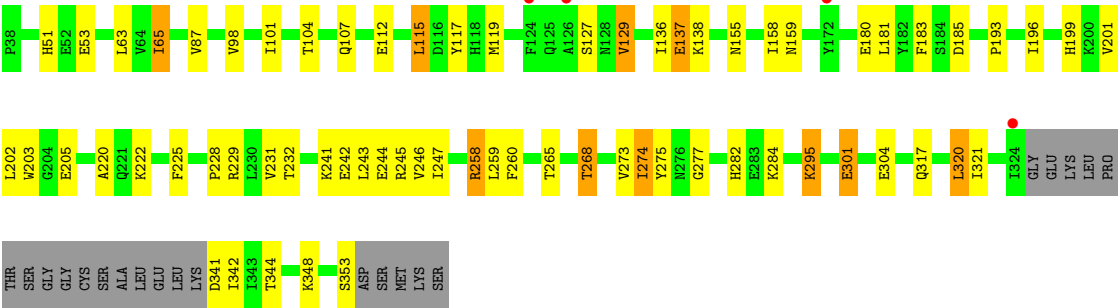 P38 H51 E52 E53 L63 V64 I65 V87 V98 I101 T104 Q107 E112 L115 D116 Y117 H118 M119 F124 Q125 A126 S127 N128 V129 I136 E137 K138 N155 I158 N159 Y172 E180 L181 Y182 F183 S184 D185 P193 I196 H199 K200 V201
L202 W203 G204 E205 A220 Q221 K222 F225 P228 R229 L230 V231 T232 K241 E242 L243 E244 R245 V246 I247 R258 L259 F260 T265 T268 V273 I274 Y275 N276 G277 H282 E283 K284 K295 E301 E304 Q317 L320 I321 I324 GLY GLU LYS LEU PRO
THR SER GLY GLY CYS SER ALA LEU GLU LEU LYS D341 I342 I343 T344 K348 S353 ASP SER MET LYS SER